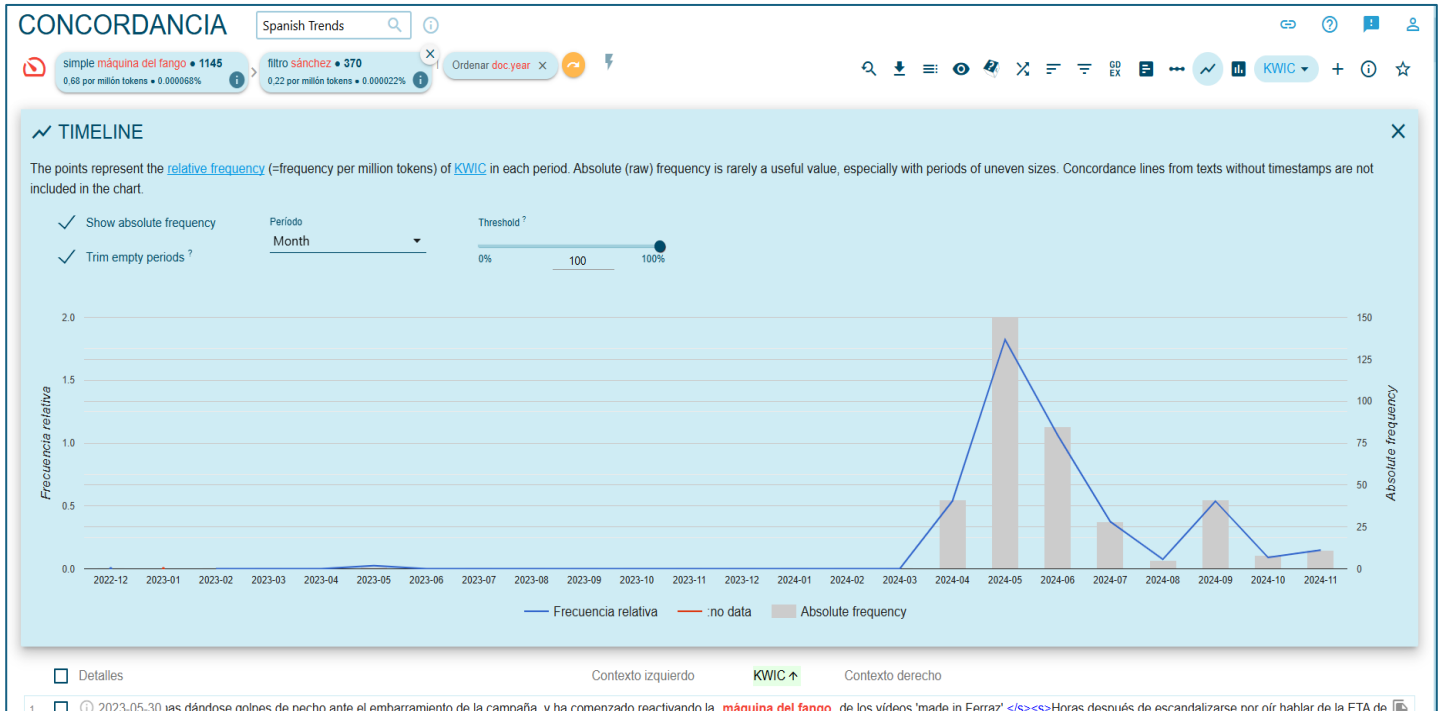 CONCORDANCIA
Spanish Trends
simple máquina del fango • 1145
0,68 por millón tokens • 0.000068%
filtro sánchez • 370
0,22 por millón tokens • 0.000022%
Ordenar doc.year
GD
EX
KWIC
TIMELINE
The points represent the relative frequency (=frequency per million tokens) of KWIC in each period. Absolute (raw) frequency is rarely a useful value, especially with periods of uneven sizes. Concordance lines from texts without timestamps are not
included in the chart.
Show absolute frequency
Período
Threshold ?
Month
Trim empty periods ?
0% 100 100%
2.0 150
125
1.5
100
1.0
75
50
0.5
25
0.0 0
Frecuencia relativa
Absolute frequency
2022-12 2023-01 2023-02 2023-03 2023-04 2023-05 2023-06 2023-07 2023-08 2023-09 2023-10 2023-11 2023-12 2024-01 2024-02 2024-03 2024-04 2024-05 2024-06 2024-07 2024-08 2024-09 2024-10 2024-11
Frecuencia relativa :no data Absolute frequency
Detalles Contexto izquierdo KWIC Contexto derecho
1 2023-05-30 ıas dándose golpes de pecho ante el embarramiento de la campaña, y ha comenzado reactivando la máquina del fango de los vídeos 'made in Ferraz'.</s><s>Horas después de escandalizarse por oír hablar de la ETA de